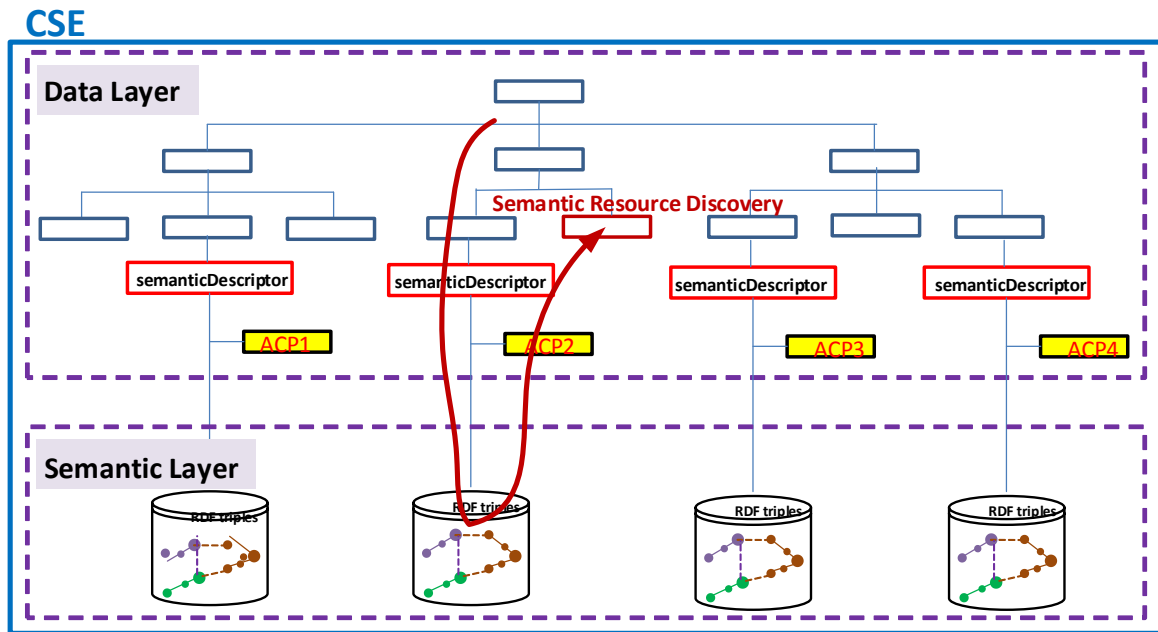 CSE
Data Layer
Semantic Resource Discovery
semanticDescriptor
semanticDescriptor
semanticDescriptor
semanticDescriptor
ACP1
ACP2
ACP3
ACP4
Semantic Layer
RDF triples
RDF triples
RDF triples
RDF triples